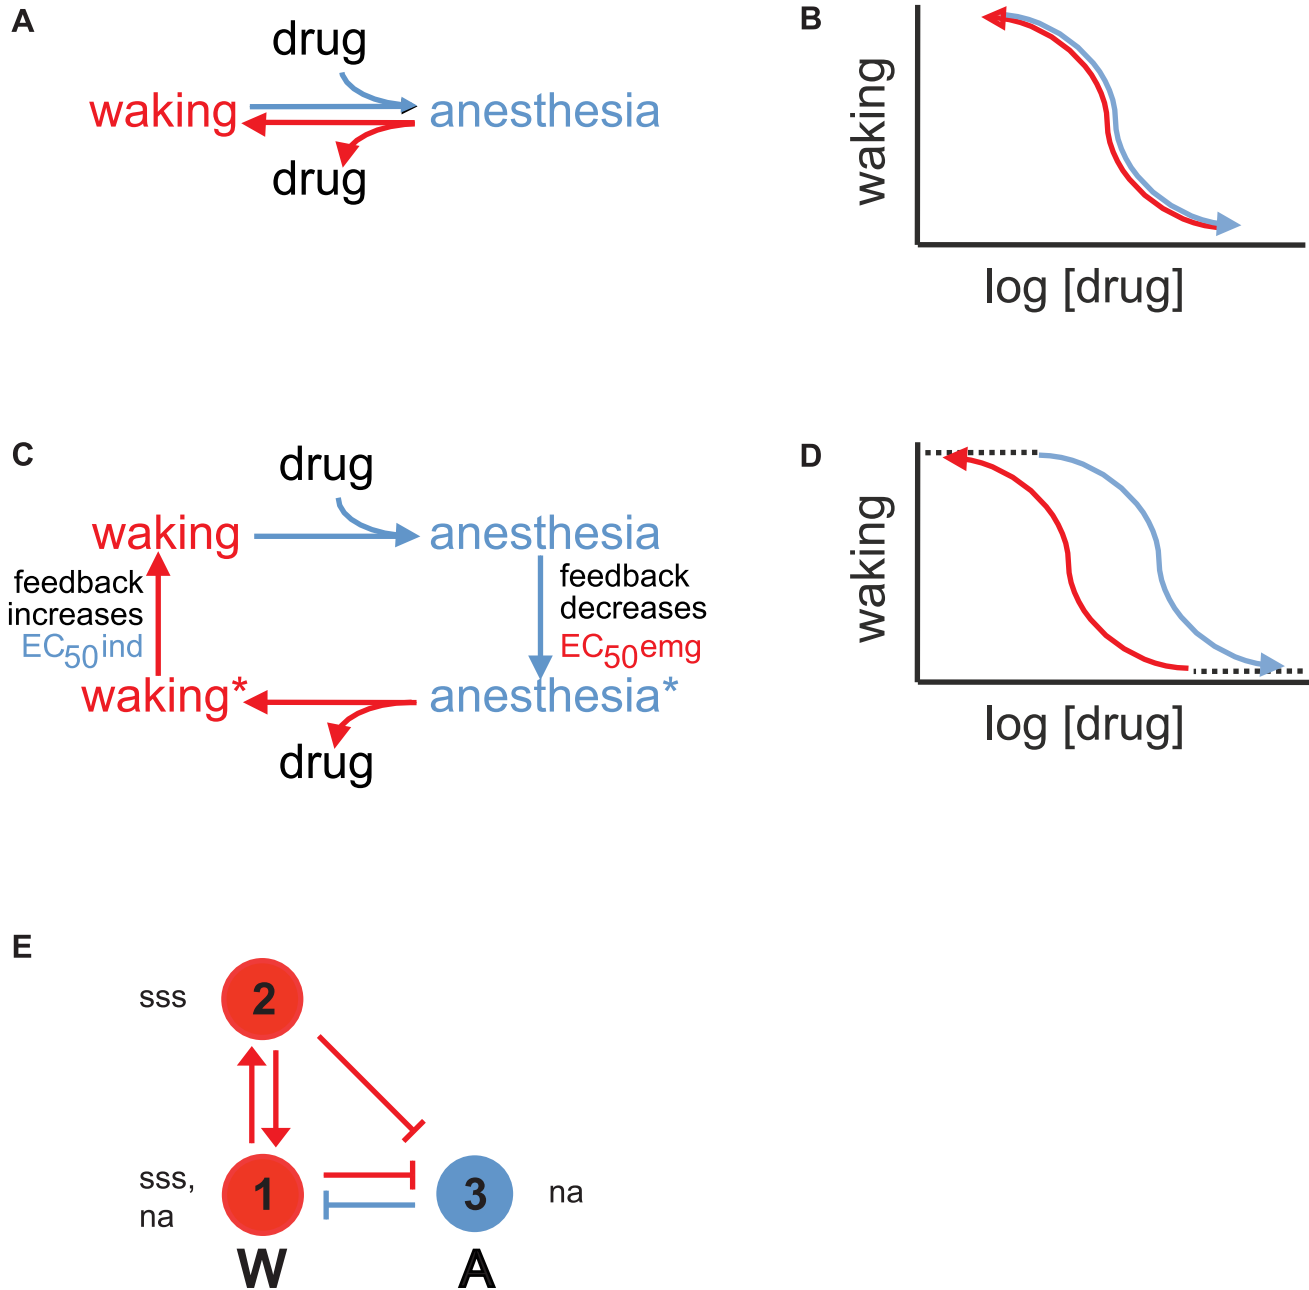 A
drug
waking
anesthesia
drug
B
waking
log [drug]
C
drug
waking
anesthesia
feedback
increases
EC50ind
feedback
decreases
EC50emg
waking*
anesthesia*
drug
D
waking
log [drug]
E
sss
2
sss,
na
1
3
na
W
A